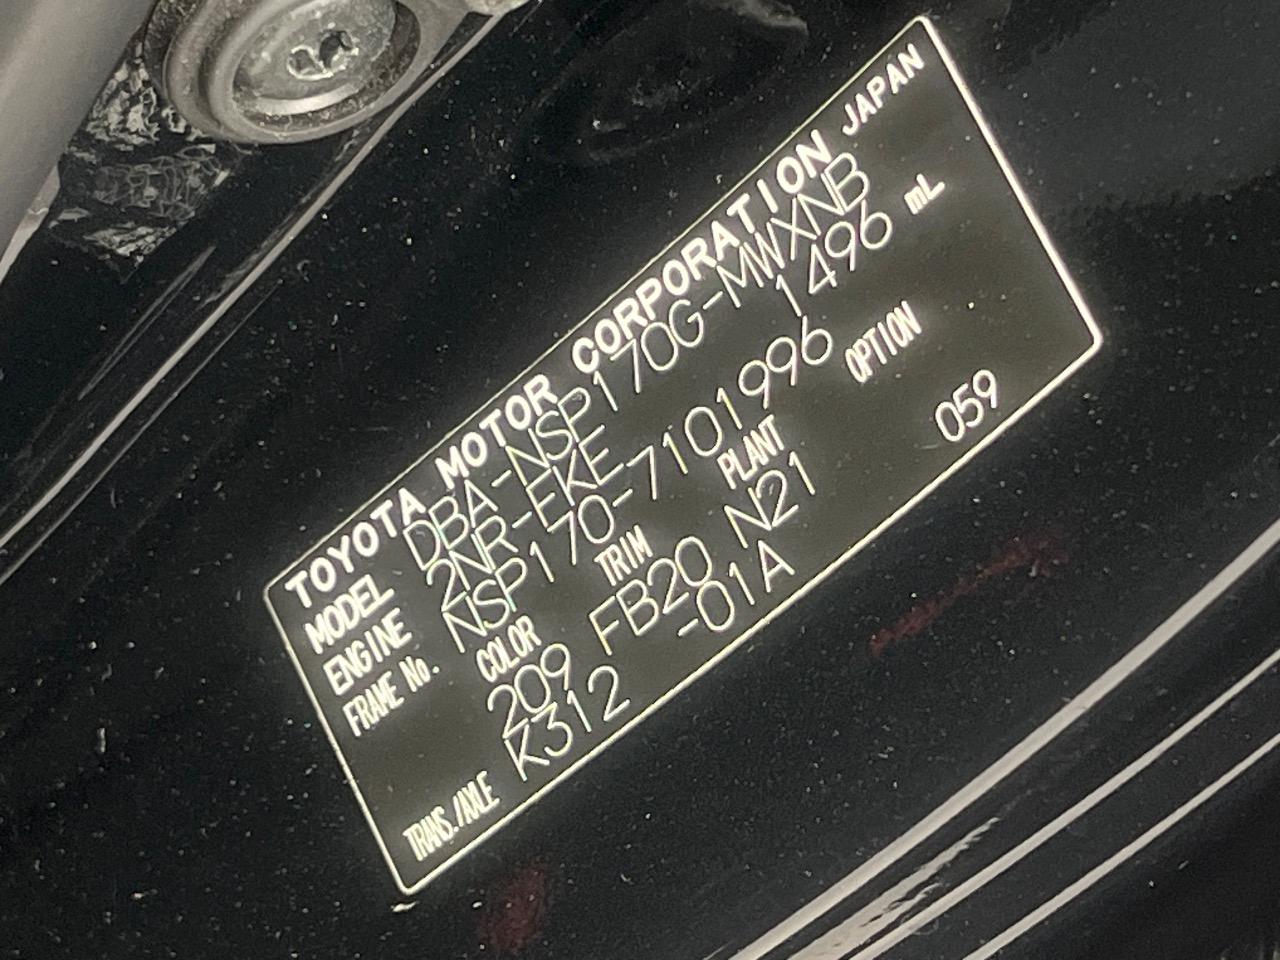 TOYOTA MOTOR CORPORATION JAPAN
MODEL DBA-NSP170G-MWXNB
ENGINE 2NR-FKE 1496 mL
FRAME No. NSP170-7101996
COLOR TRIM PLANT OPTION
209 FB20 N21 059
TRANS./AXLE K312 -01A